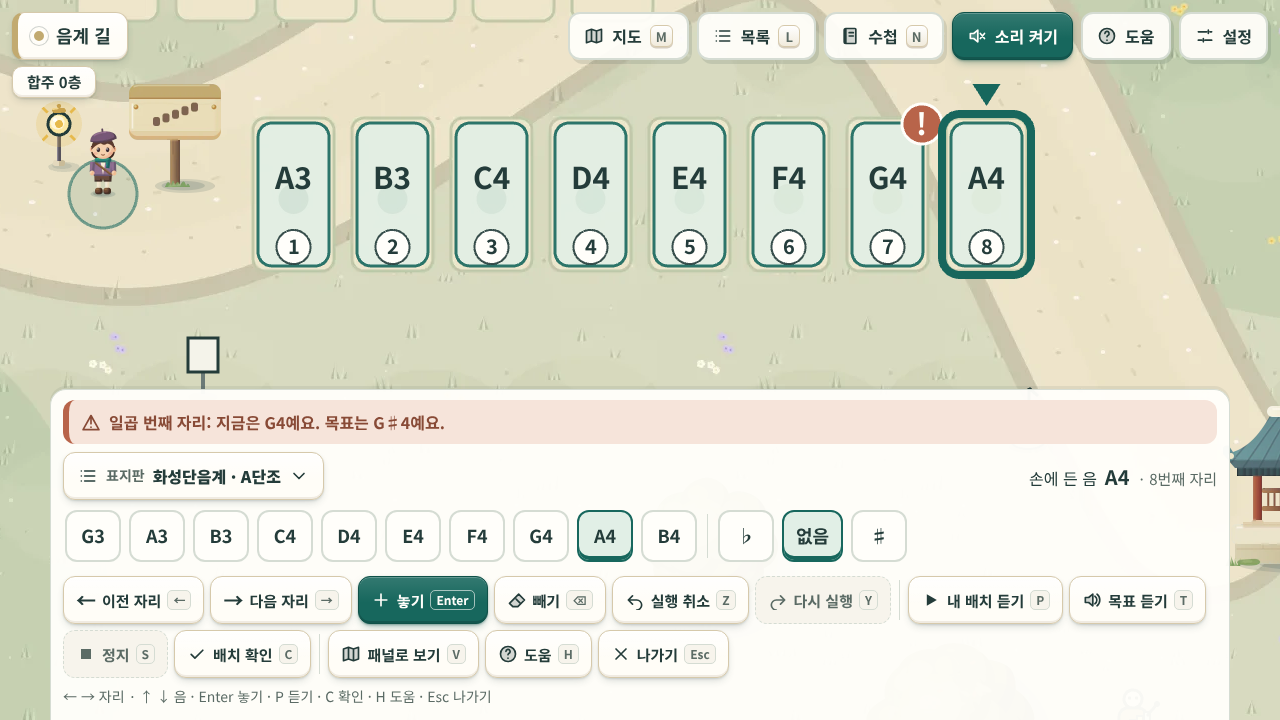 음계 길
지도 M
목록 L
수첩 N
소리 켜기
도움
설정
합주 0층
A3 B3 C4 D4 E4 F4 G4 ! A4
1 2 3 4 5 6 7 8
일곱 번째 자리: 지금은 G4예요. 목표는 G♯4예요.
표지판 화성단음계 · A단조
손에 든 음 A4 · 8번째 자리
G3 A3 B3 C4 D4 E4 F4 G4 A4 B4 ♭ 없음 ♯
← 이전 자리 ← → 다음 자리 → + 놓기 Enter 빼기 ⌫ 실행 취소 Z 다시 실행 Y 내 배치 듣기 P 목표 듣기 T
정지 S 배치 확인 C 패널로 보기 V 도움 H 나가기 Esc
← → 자리 · ↑ ↓ 음 · Enter 놓기 · P 듣기 · C 확인 · H 도움 · Esc 나가기